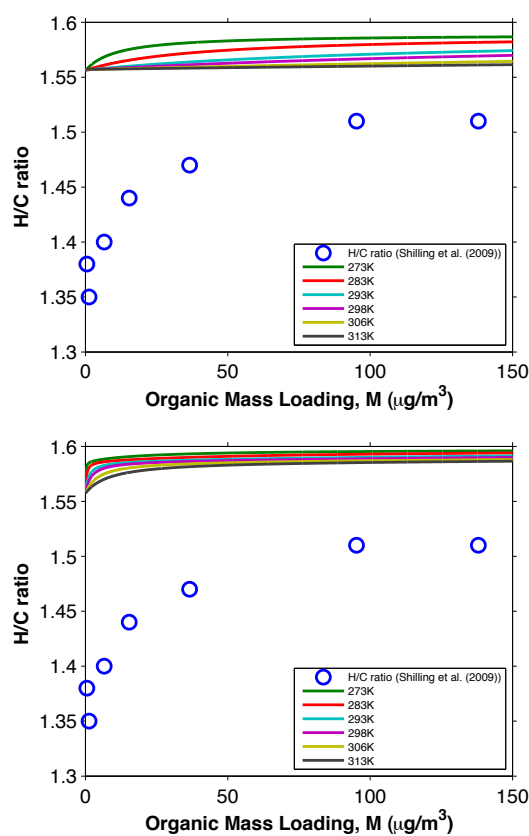 1.6
1.55
1.5
1.45
1.4
1.35
1.3
H/C ratio
H/C ratio (Shilling et al. (2009))
273K
283K
293K
298K
306K
313K
0 50 100 150
Organic Mass Loading, M (μg/m³)
1.6
1.55
1.5
1.45
1.4
1.35
1.3
H/C ratio
H/C ratio (Shilling et al. (2009))
273K
283K
293K
298K
306K
313K
0 50 100 150
Organic Mass Loading, M (μg/m³)